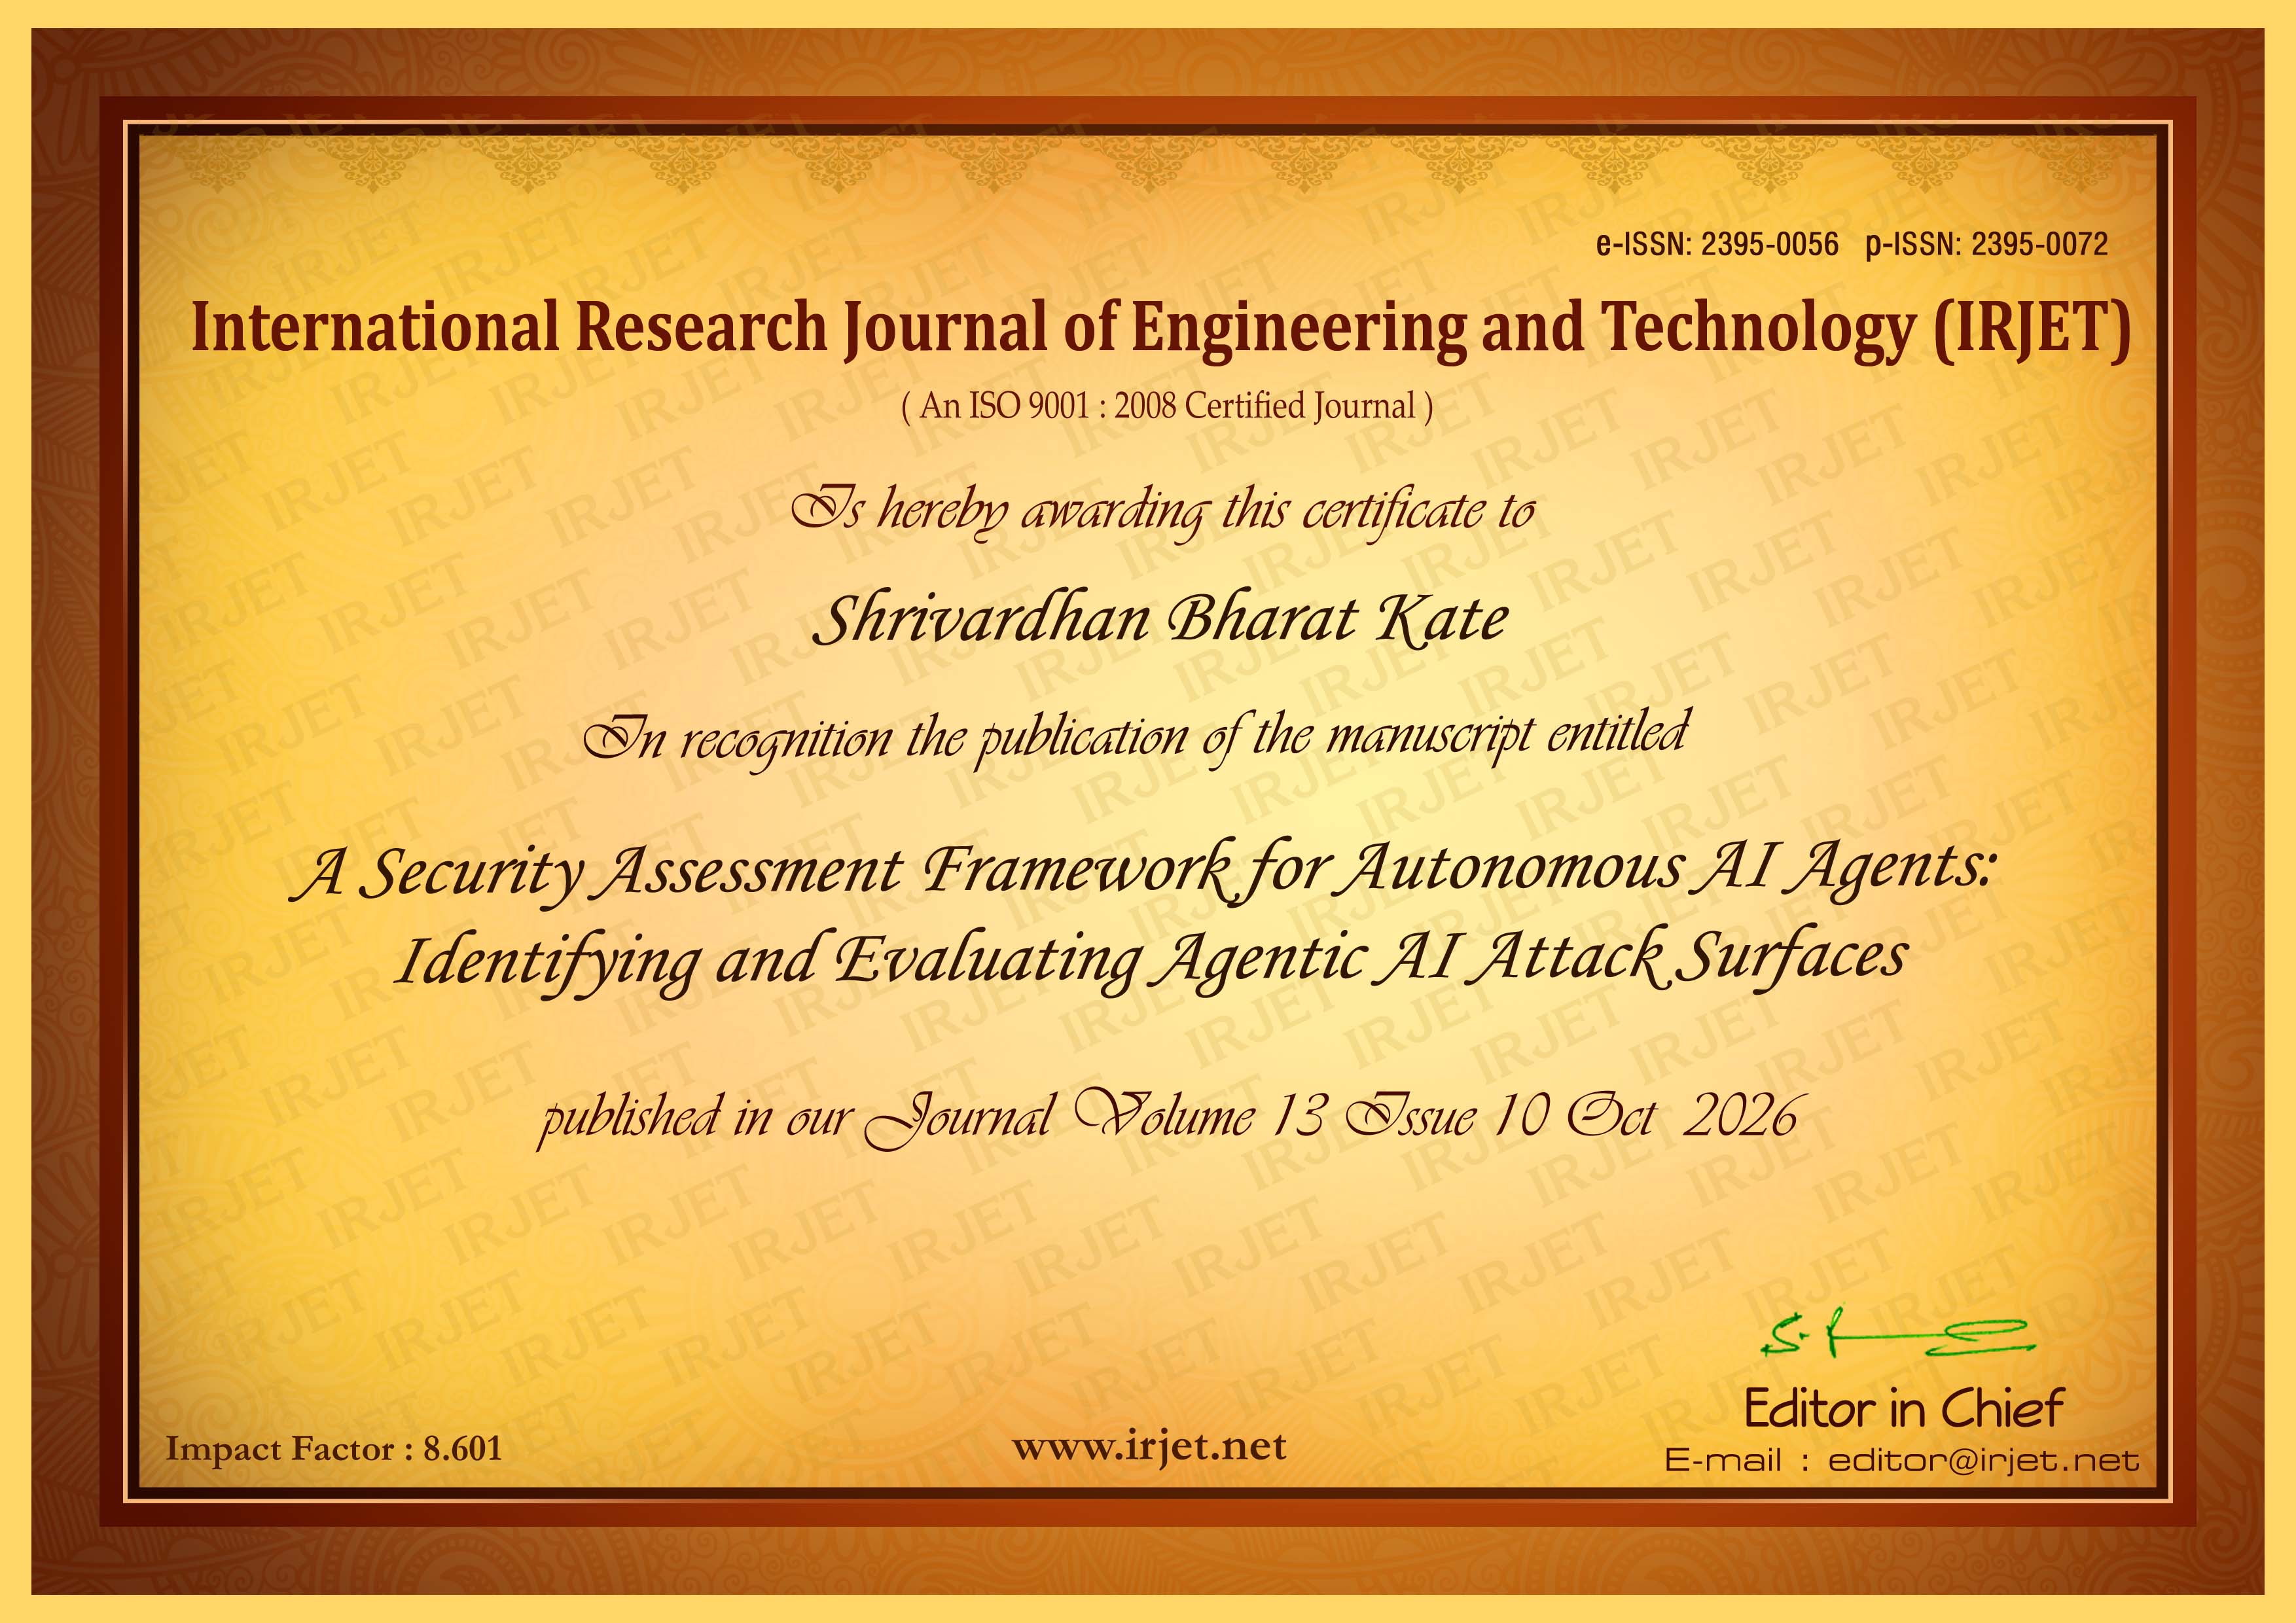 e-ISSN: 2395-0056 p-ISSN: 2395-0072
International Research Journal of Engineering and Technology (IRJET)
( An ISO 9001 : 2008 Certified Journal )
Is hereby awarding this certificate to
Shrivardhan Bharat Kate
In recognition the publication of the manuscript entitled
A Security Assessment Framework for Autonomous AI Agents:
Identifying and Evaluating Agentic AI Attack Surfaces
published in our Journal Volume 13 Issue 10 Oct 2026
Editor in Chief
Impact Factor : 8.601
www.irjet.net
E-mail : editor@irjet.net